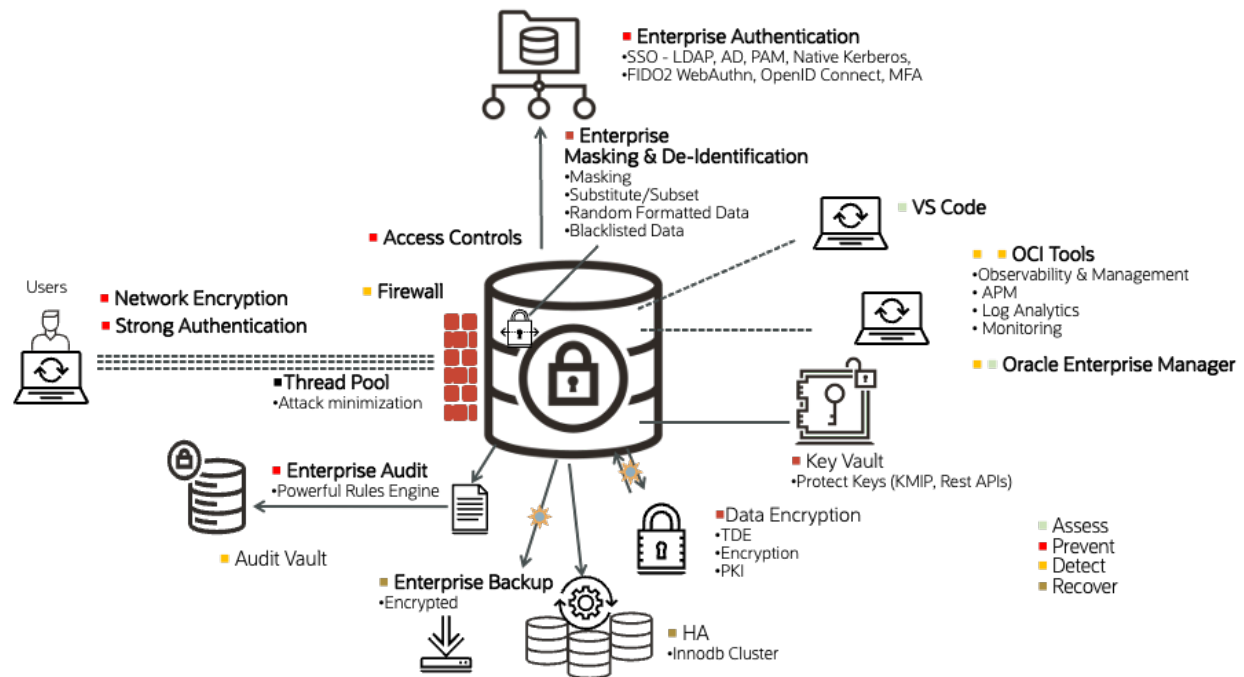 Enterprise Authentication
•SSO - LDAP, AD, PAM, Native Kerberos,
•FIDO2 WebAuthn, OpenID Connect, MFA
Enterprise
Masking & De-Identification
•Masking
•Substitute/Subset
•Random Formatted Data
•Blacklisted Data
VS Code
Access Controls
OCI Tools
•Observability & Management
• APM
• Log Analytics
• Monitoring
Users
Network Encryption
Strong Authentication
Firewall
Oracle Enterprise Manager
Thread Pool
•Attack minimization
Key Vault
•Protect Keys (KMIP, Rest APIs)
Enterprise Audit
•Powerful Rules Engine
Audit Vault
Data Encryption
•TDE
•Encryption
•PKI
Enterprise Backup
•Encrypted
HA
•Innodb Cluster
Assess
Prevent
Detect
Recover